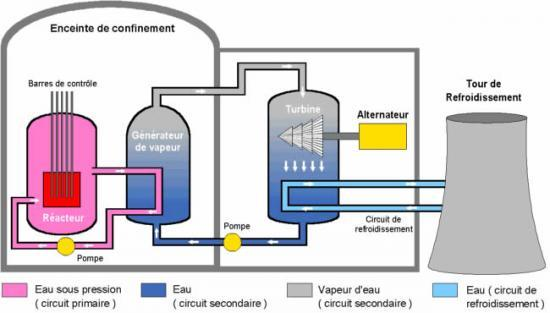 Enceinte de confinement
Barres de contrôle
Réacteur
Pompe
Générateur
de vapeur
Pompe
Turbine
Alternateur
Circuit de
refroidissement
Tour de
Refroidissement
Eau sous pression
( circuit primaire )
Eau
( circuit secondaire )
Vapeur d'eau
( circuit secondaire )
Eau ( circuit de
refroidissement )